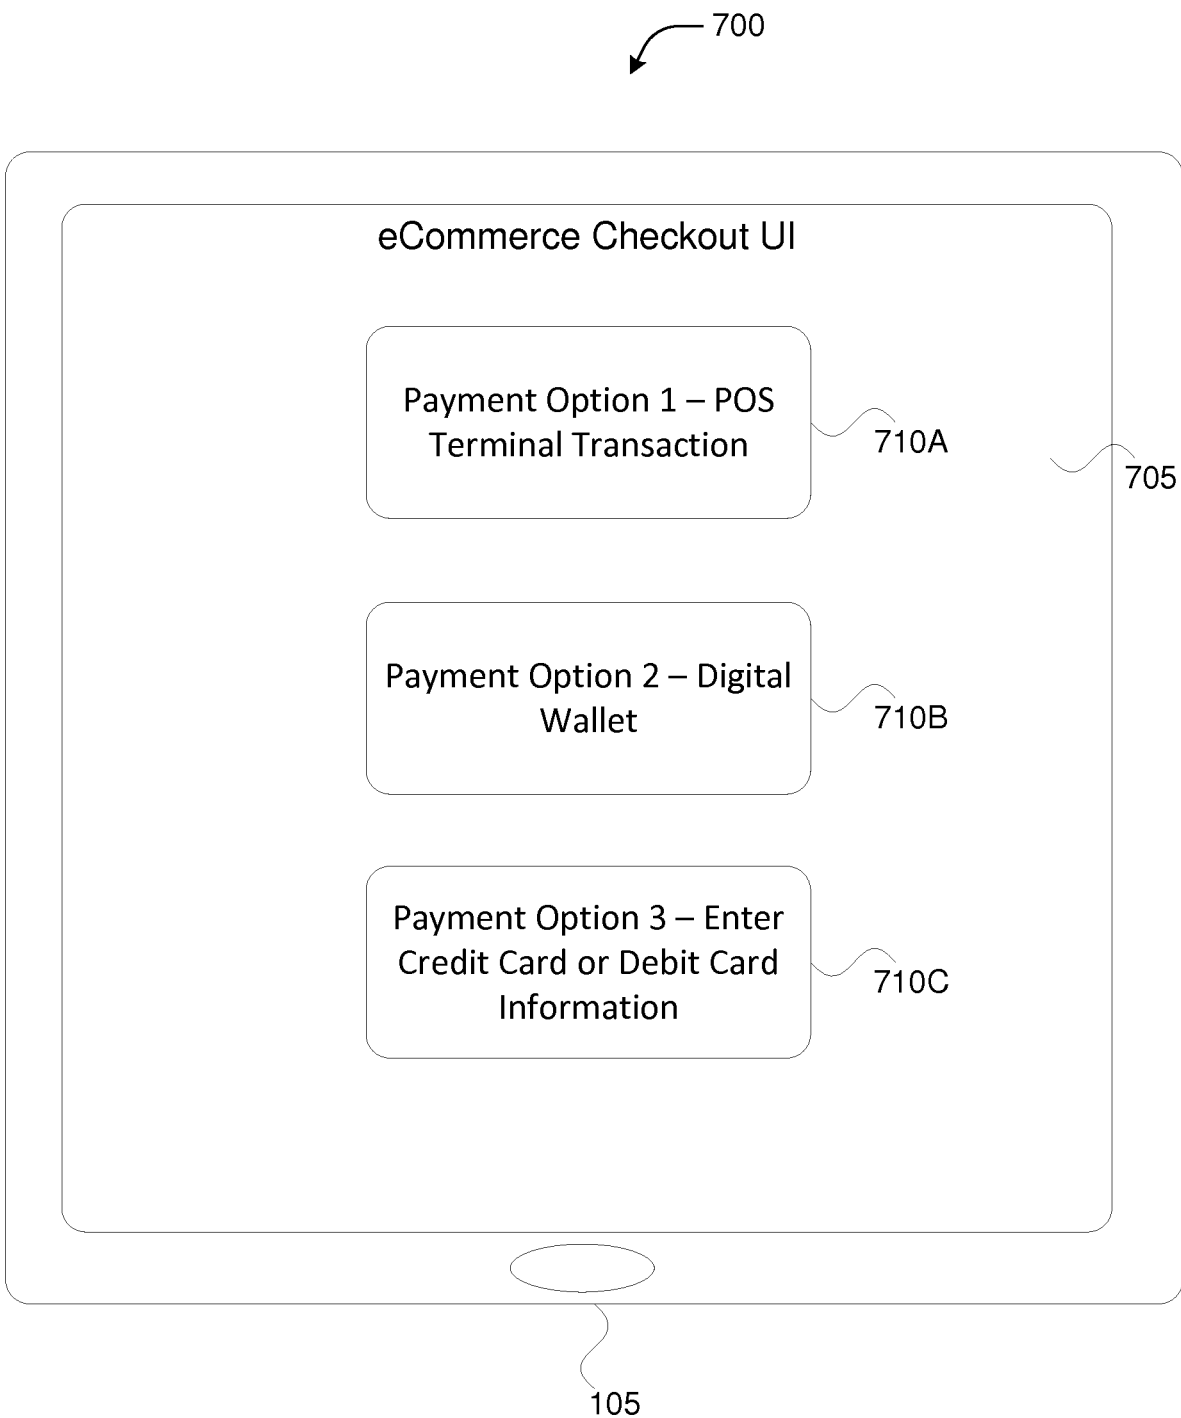 700
eCommerce Checkout UI
Payment Option 1 – POS
Terminal Transaction
710A
705
Payment Option 2 – Digital
Wallet
710B
Payment Option 3 – Enter
Credit Card or Debit Card
Information
710C
105